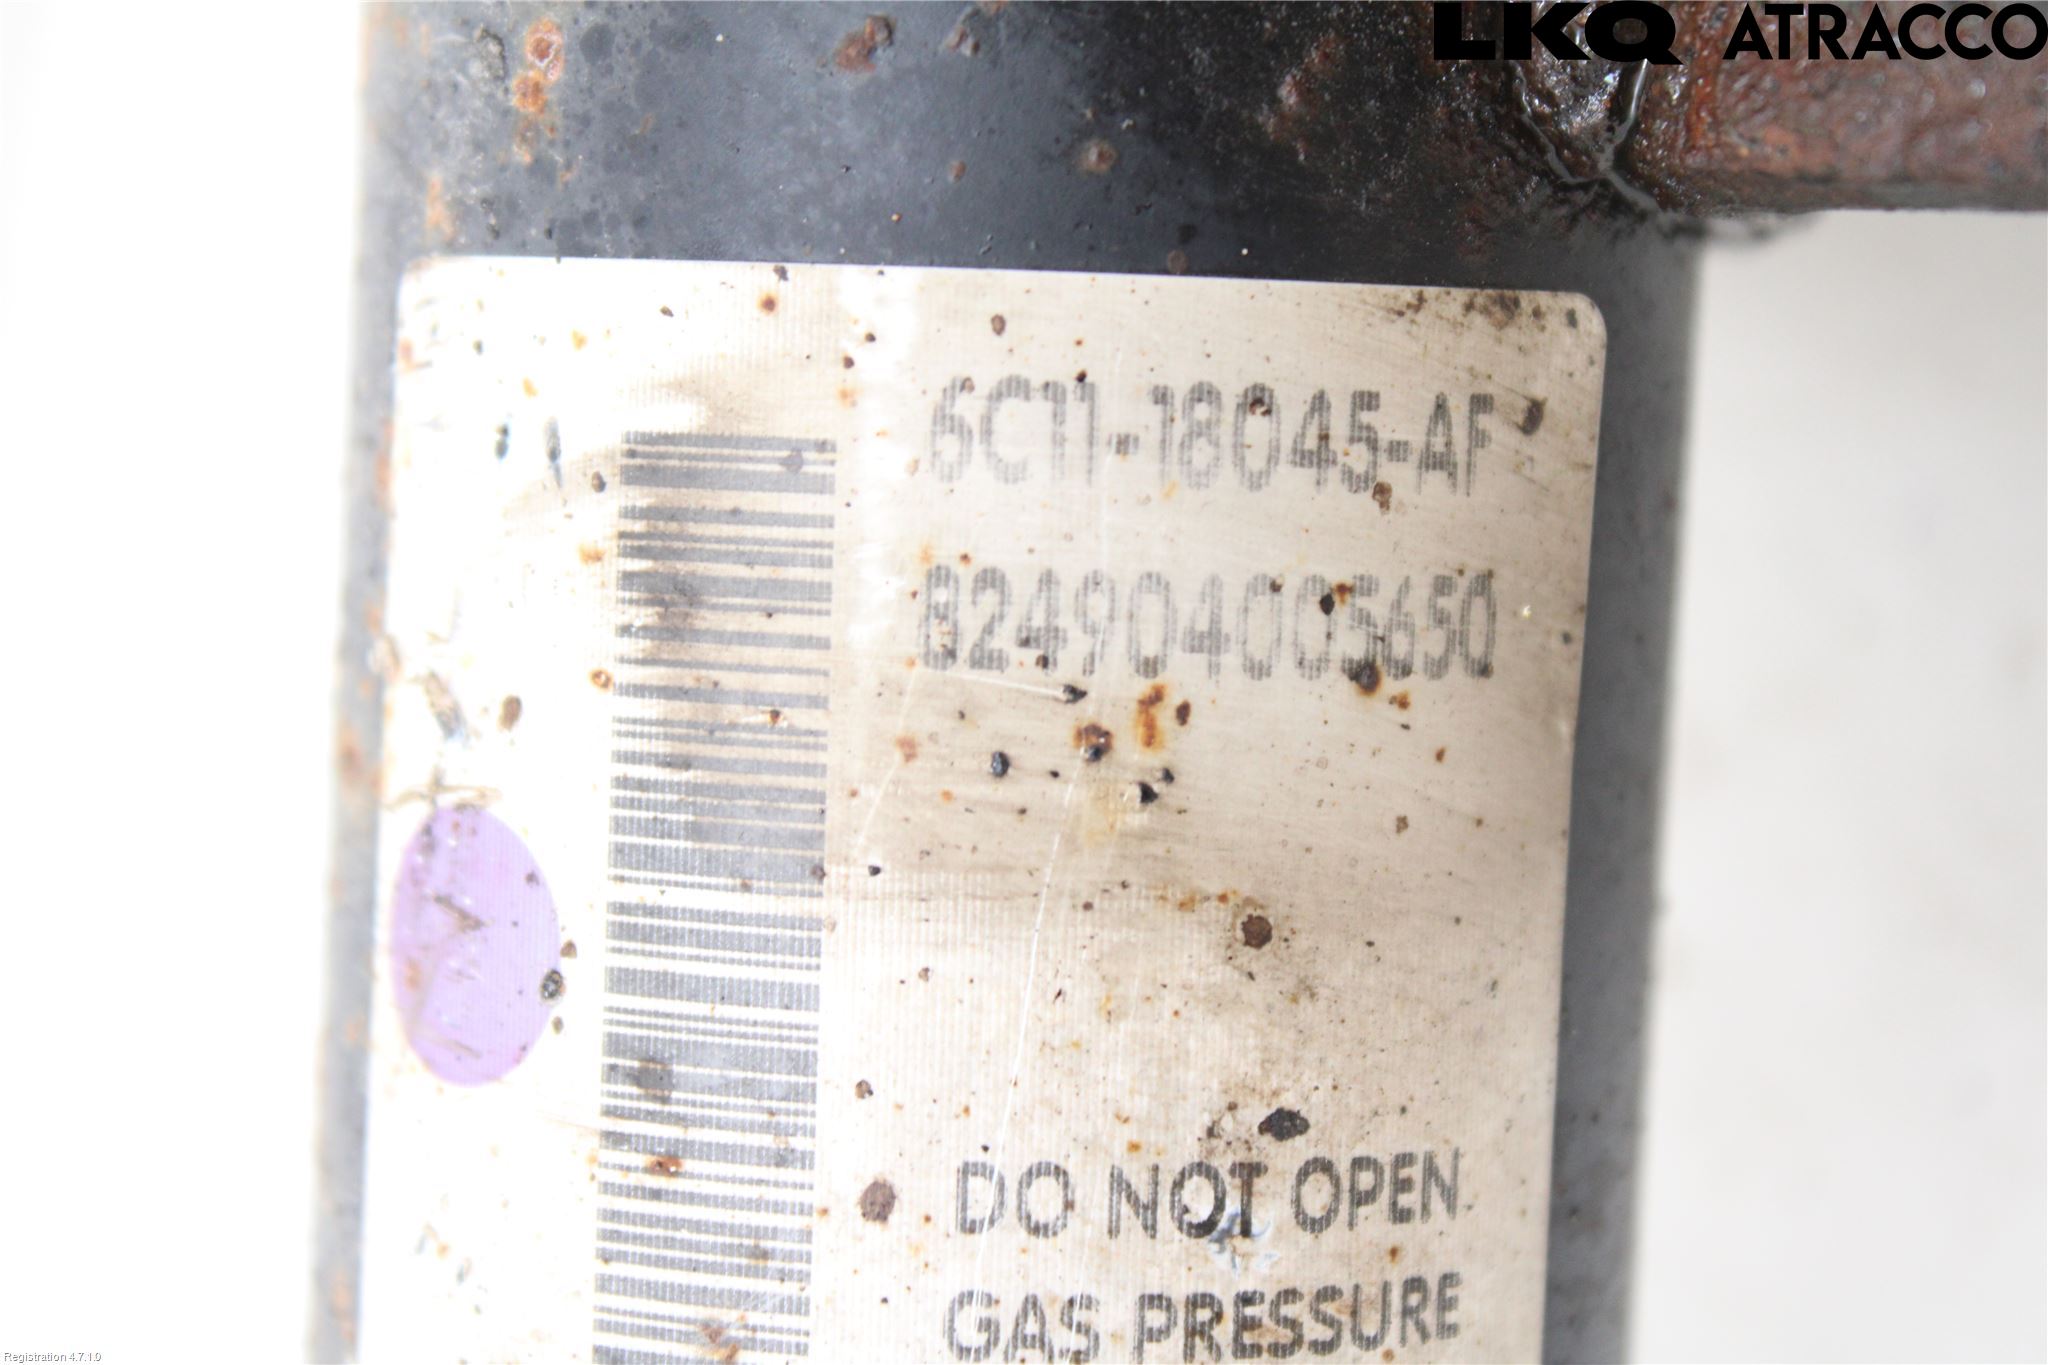 LKQ ATRACCO
6C11-18045-AF
824904005650
DO NOT OPEN
GAS PRESSURE
Registration 4.7.1.0